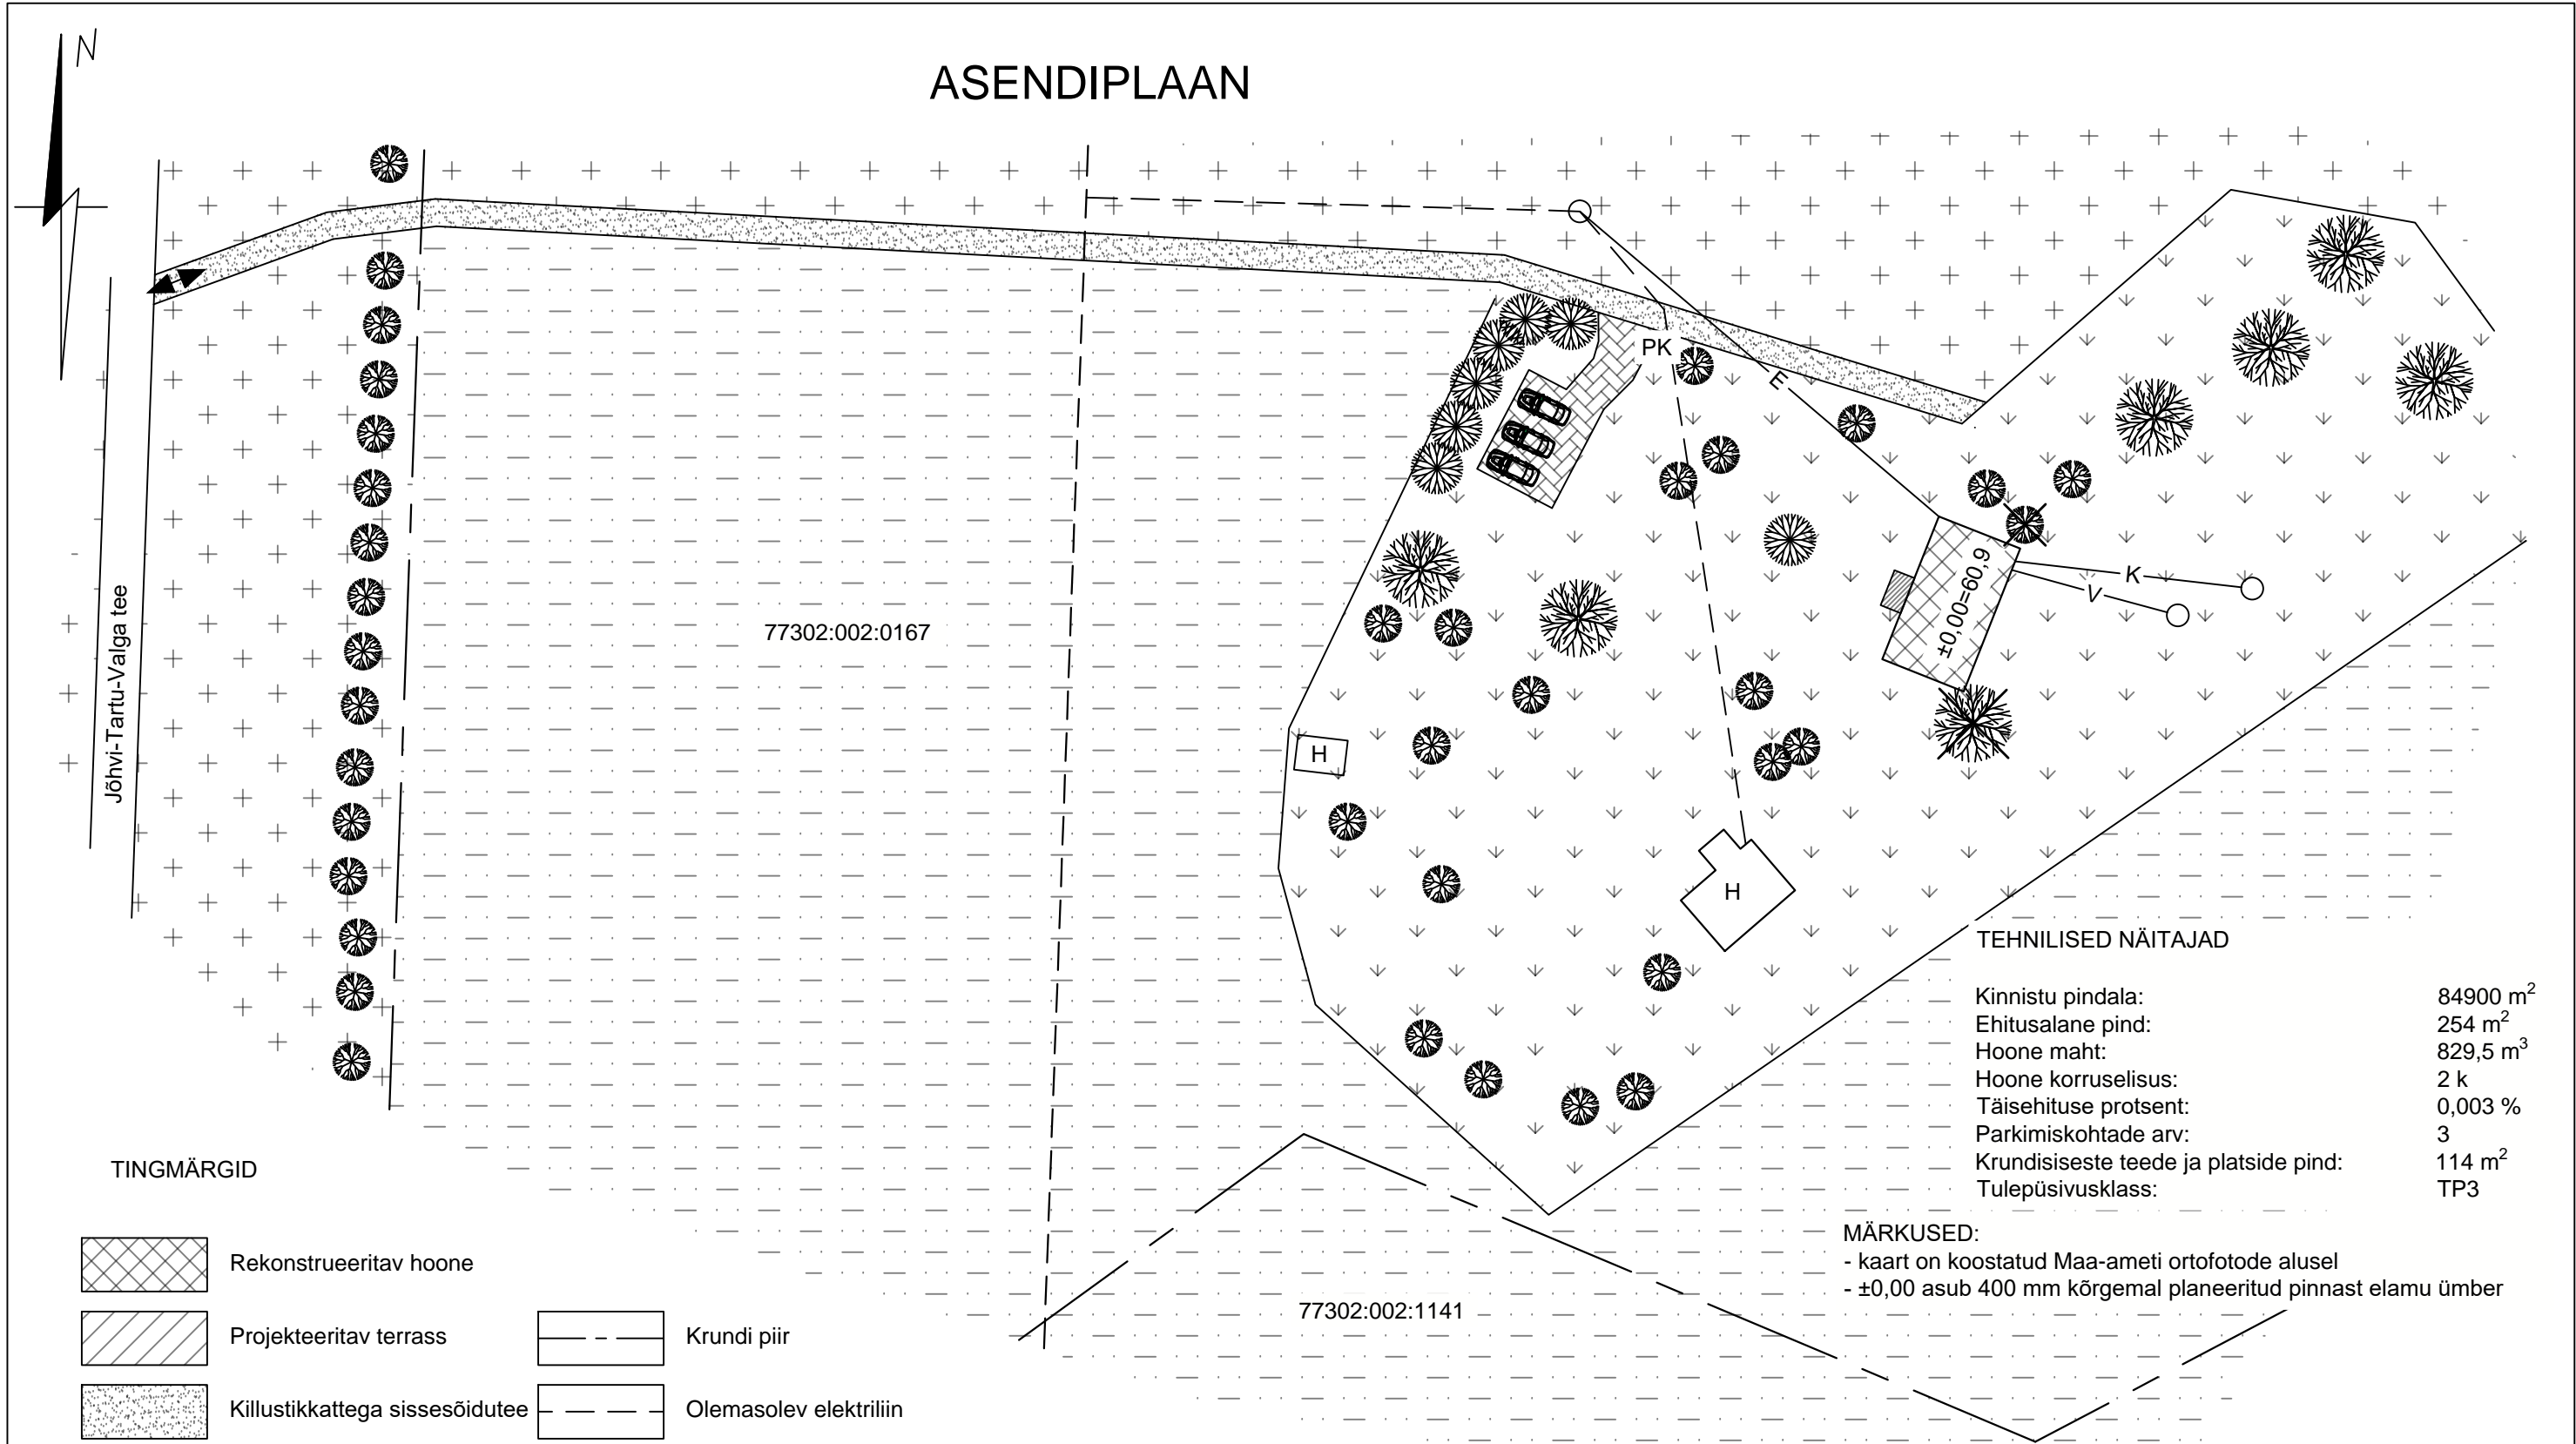 N
ASENDIPLAAN
PK
E
±0,00=60,9
K
V
Jõhvi-Tartu-Valga tee
77302:002:0167
H
H
TEHNILISED NÄITAJAD
Kinnistu pindala: 84900 m²
Ehitusalane pind: 254 m²
Hoone maht: 829,5 m³
Hoone korruselisus: 2 k
Täisehituse protsent: 0,003 %
Parkimiskohtade arv: 3
Krundisiseste teede ja platside pind: 114 m²
Tulepüsivusklass: TP3
MÄRKUSED:
- kaart on koostatud Maa-ameti ortofotode alusel
- ±0,00 asub 400 mm kõrgemal planeeritud pinnast elamu ümber
77302:002:1141
TINGMÄRGID
Rekonstrueeritav hoone
Projekteeritav terrass
Killustikkattega sissesõidutee
Krundi piir
Olemasolev elektriliin